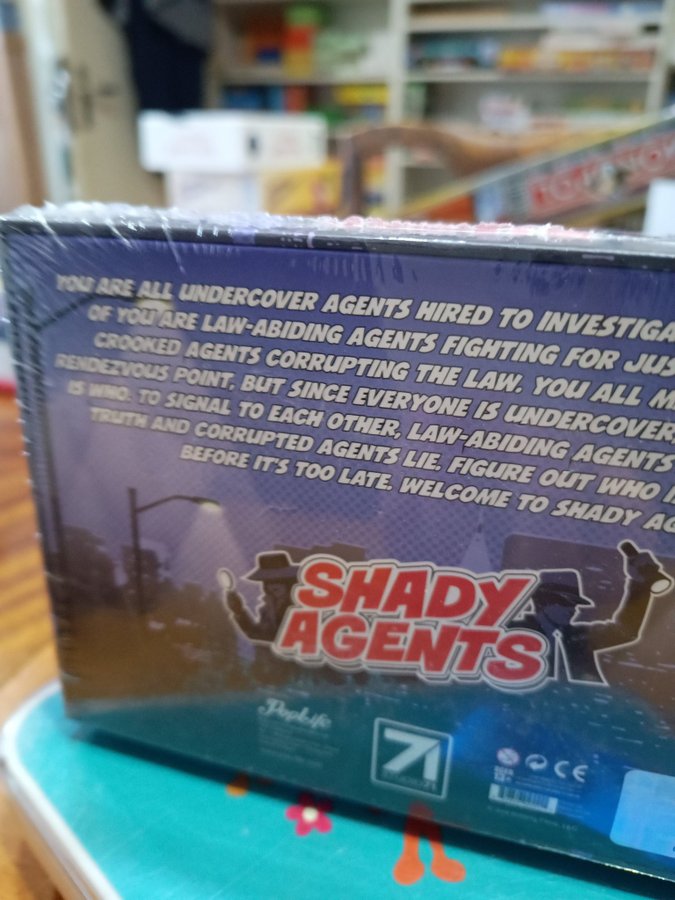 YOU ARE ALL UNDERCOVER AGENTS HIRED TO INVESTIGA
OF YOU ARE LAW-ABIDING AGENTS FIGHTING FOR JUS
CROOKED AGENTS CORRUPTING THE LAW. YOU ALL M
RENDEZVOUS POINT, BUT SINCE EVERYONE IS UNDERCOVER,
IS WHO. TO SIGNAL TO EACH OTHER, LAW-ABIDING AGENTS
TRUTH AND CORRUPTED AGENTS LIE. FIGURE OUT WHO I
BEFORE IT'S TOO LATE. WELCOME TO SHADY AG
SHADY
AGENTS
PopLife
71
CE